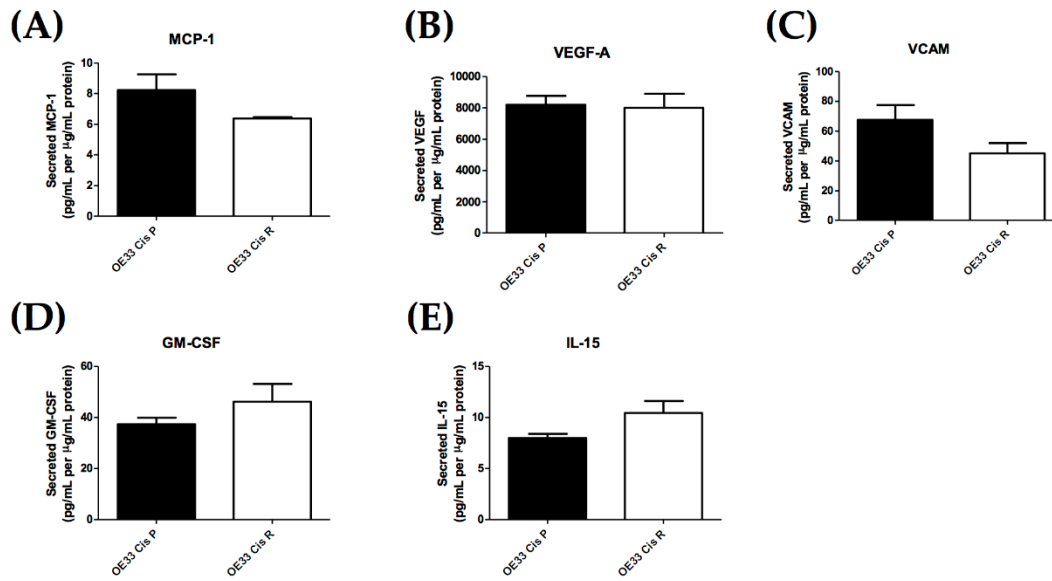 (A)
MCP-1
Secreted MCP-1
(pg/mL per µg/mL protein)
10
8
6
4
2
0
OE33 Cis P
OE33 Cis R
(B)
VEGF-A
Secreted VEGF
(pg/mL per µg/mL protein)
10000
8000
6000
4000
2000
0
OE33 Cis P
OE33 Cis R
(C)
VCAM
Secreted VCAM
(pg/mL per µg/mL protein)
100
80
60
40
20
0
OE33 Cis P
OE33 Cis R
(D)
GM-CSF
Secreted GM-CSF
(pg/mL per µg/mL protein)
60
40
20
0
OE33 Cis P
OE33 Cis R
(E)
IL-15
Secreted IL-15
(pg/mL per µg/mL protein)
15
10
5
0
OE33 Cis P
OE33 Cis R